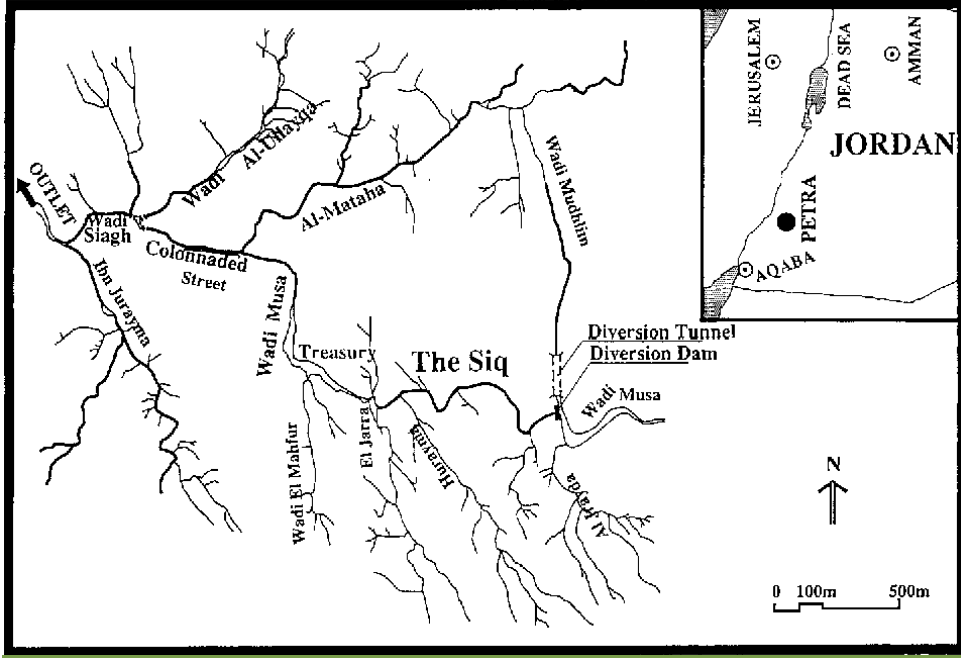 OUTLET
Wadi
Siagh
Wadi Al-Ullayqa
Al-Mataha
Colonnaded
Street
Ibn Jurayma
Wadi Musa
Treasury
The Siq
Wadi Mudhlim
Diversion Tunnel
Diversion Dam
Wadi Musa
Wadi El Mahfur
El Jarra
Hurayma
JERUSALEM
DEAD SEA
AMMAN
JORDAN
PETRA
AQABA
N
0 100m 500m